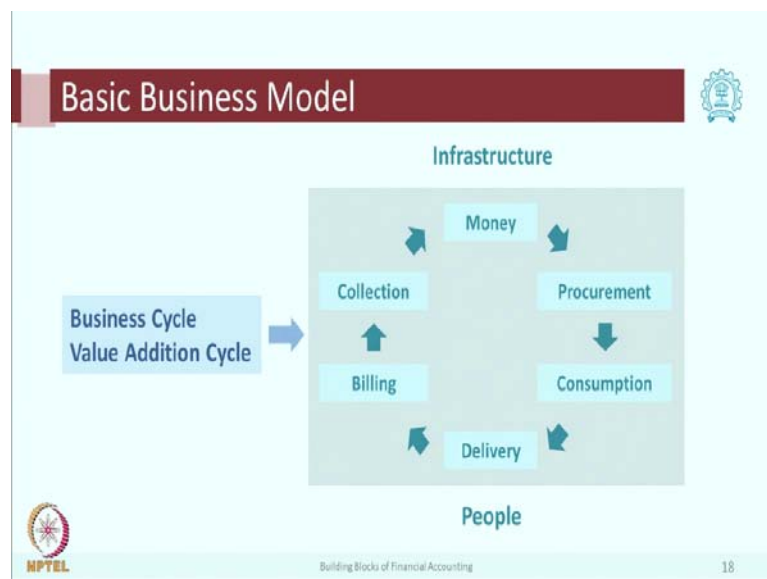 Basic Business Model
Infrastructure
Money
Collection
Procurement
Business Cycle
Value Addition Cycle
Billing
Consumption
Delivery
People
NPTEL
Building Blocks of Financial Accounting
18